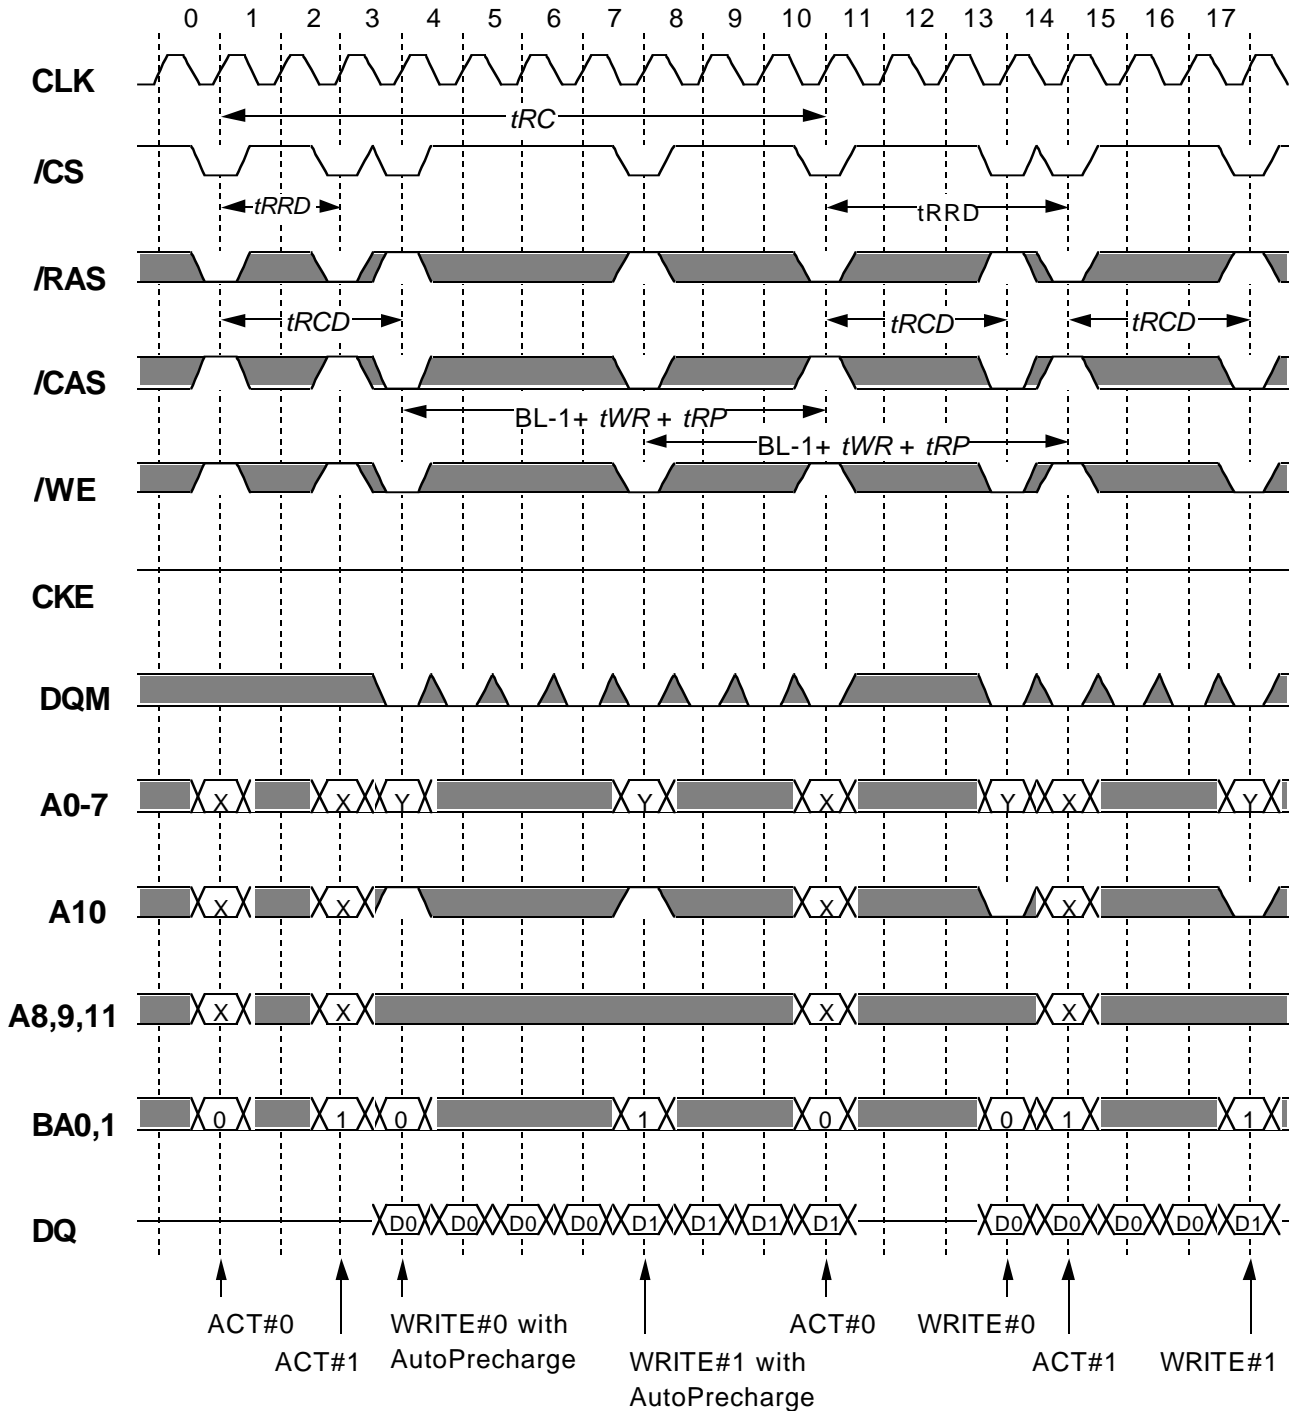 0 1 2 3 4 5 6 7 8 9 10 11 12 13 14 15 16 17
CLK
tRC
/CS
tRRD tRRD
/RAS
tRCD tRCD tRCD
/CAS
BL-1+ tWR + tRP
BL-1+ tWR + tRP
/WE
CKE
DQM
A0-7 X X Y Y X Y X Y
A10 X X X X
A8,9,11 X X X X
BA0,1 0 1 0 1 0 0 1 1
DQ D0 D0 D0 D0 D1 D1 D1 D1 D0 D0 D0 D0 D1
ACT#0 WRITE#0 with ACT#0 WRITE#0
ACT#1 AutoPrecharge WRITE#1 with ACT#1 WRITE#1
AutoPrecharge